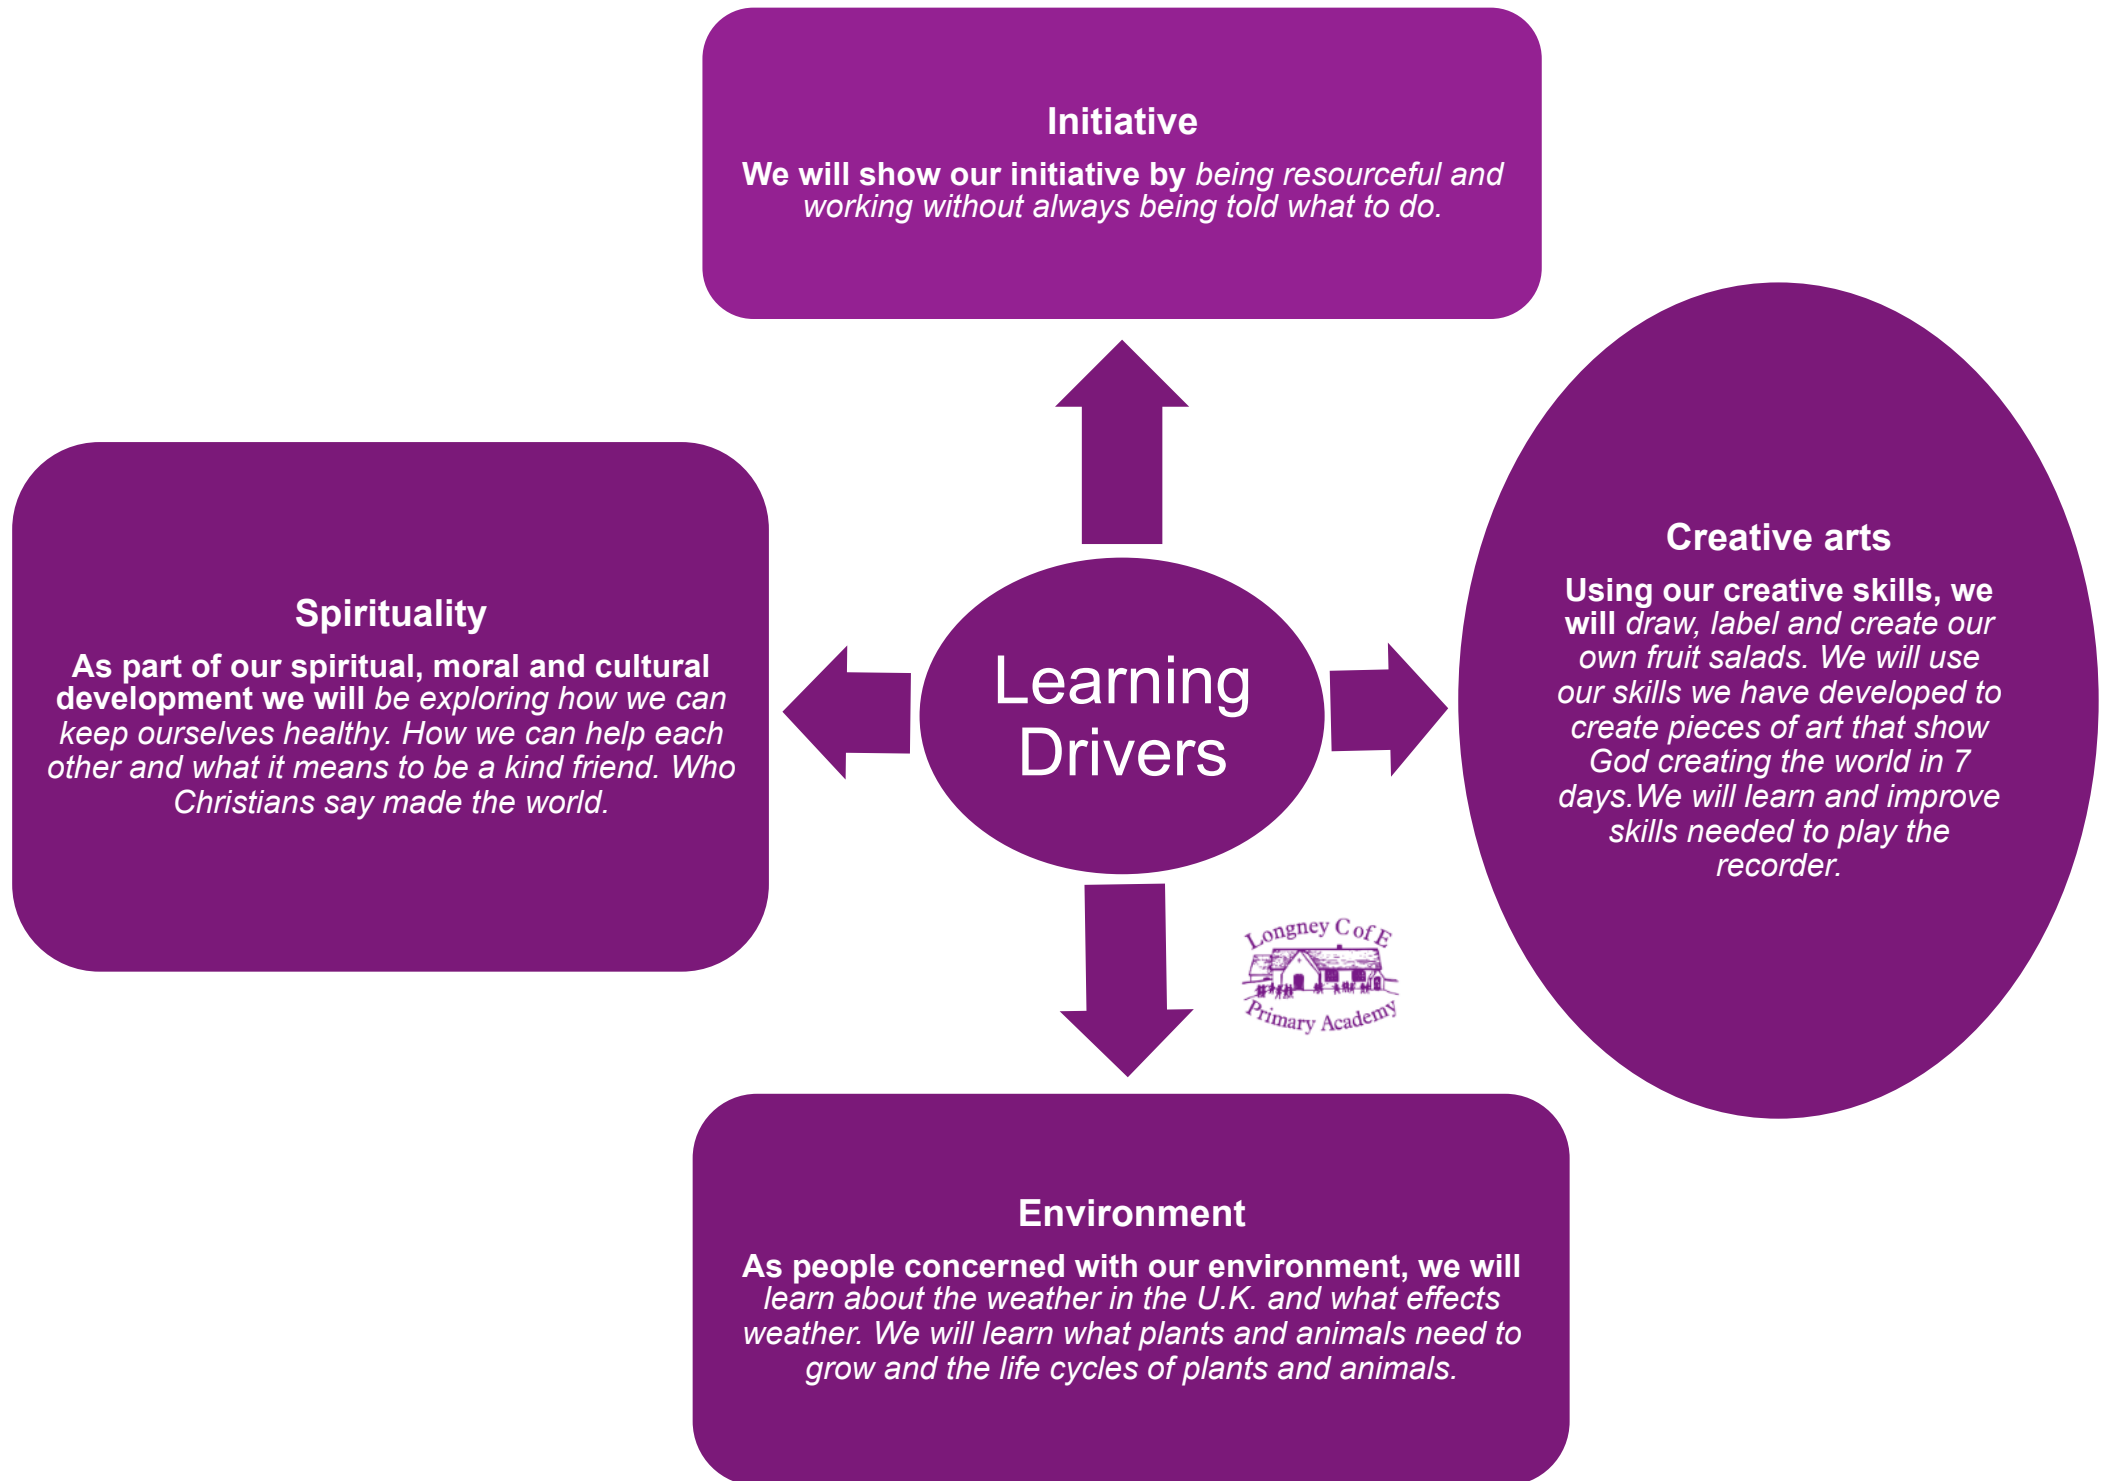 Initiative
We will show our initiative by being resourceful and
working without always being told what to do.
Spirituality
As part of our spiritual, moral and cultural
development we will be exploring how we can
keep ourselves healthy. How we can help each
other and what it means to be a kind friend. Who
Christians say made the world.
Learning
Drivers
Creative arts
Using our creative skills, we
will draw, label and create our
own fruit salads. We will use
our skills we have developed to
create pieces of art that show
God creating the world in 7
days.We will learn and improve
skills needed to play the
recorder.
Longney C of E
Primary Academy
Environment
As people concerned with our environment, we will
learn about the weather in the U.K. and what effects
weather. We will learn what plants and animals need to
grow and the life cycles of plants and animals.